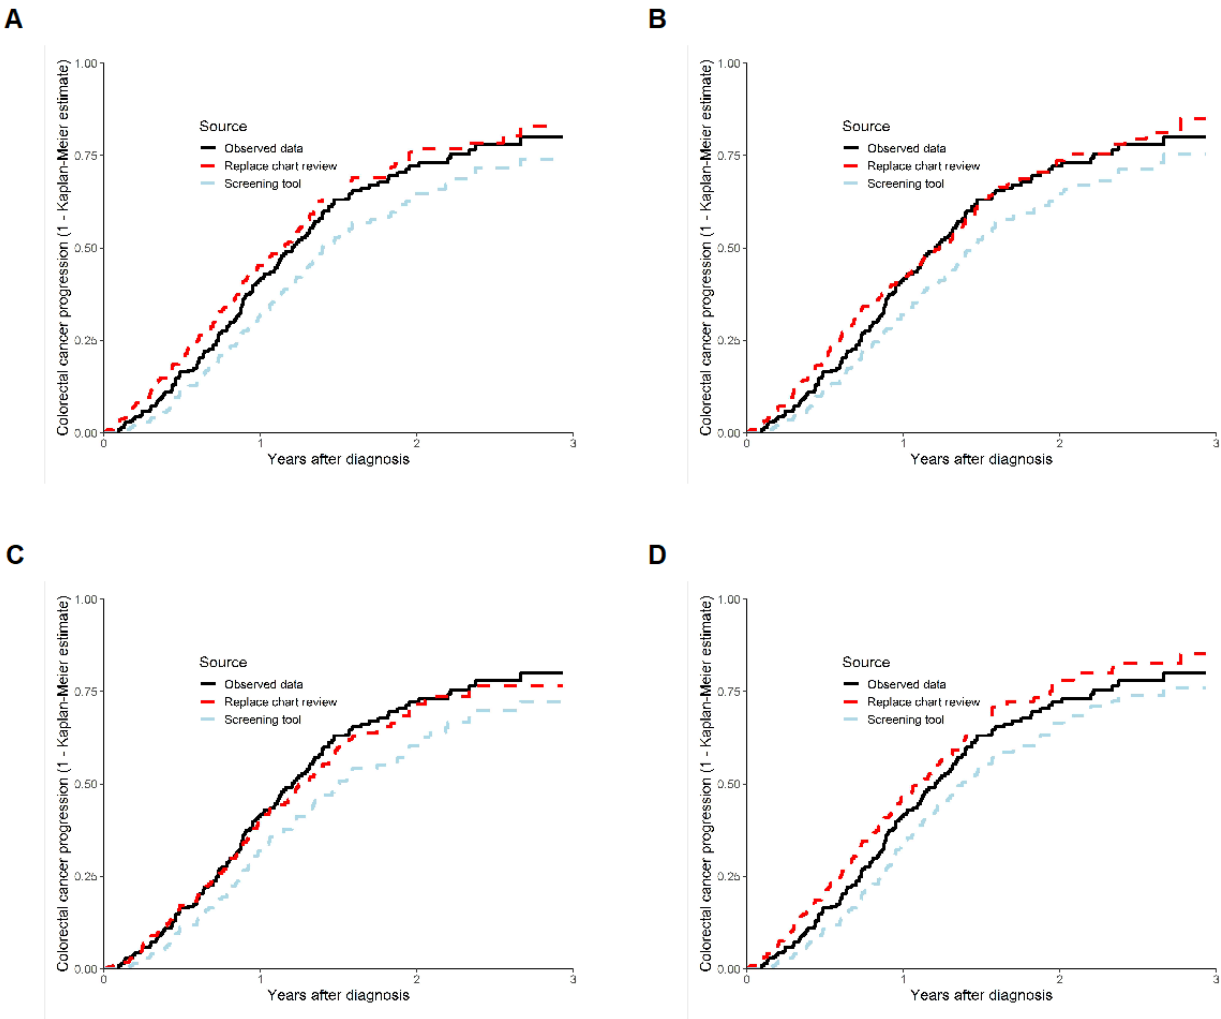 A
Colorectal cancer progression (1 - Kaplan-Meier estimate)
1.00
0.75
0.50
0.25
0.00
Source
Observed data
Replace chart review
Screening tool
0 1 2 3
Years after diagnosis
B
Colorectal cancer progression (1 - Kaplan-Meier estimate)
1.00
0.75
0.50
0.25
0.00
Source
Observed data
Replace chart review
Screening tool
0 1 2 3
Years after diagnosis
C
Colorectal cancer progression (1 - Kaplan-Meier estimate)
1.00
0.75
0.50
0.25
0.00
Source
Observed data
Replace chart review
Screening tool
0 1 2 3
Years after diagnosis
D
Colorectal cancer progression (1 - Kaplan-Meier estimate)
1.00
0.75
0.50
0.25
0.00
Source
Observed data
Replace chart review
Screening tool
0 1 2 3
Years after diagnosis